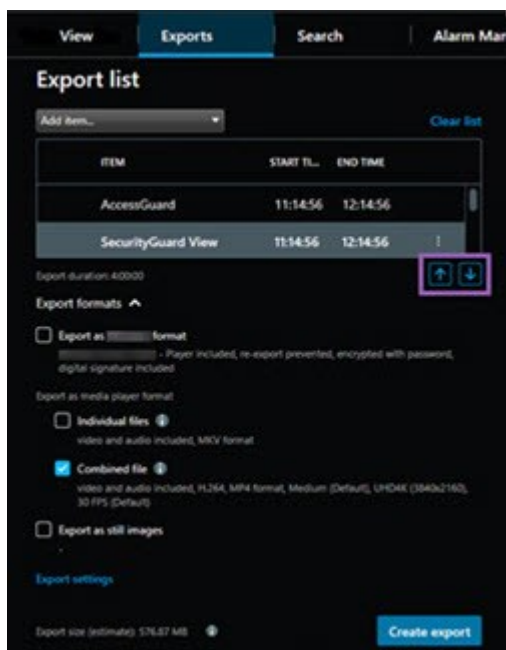 View Exports Search Alarm Mar
Export list
Add item... Clear list
ITEM START TI... END TIME
AccessGuard 11:14:56 12:14:56
SecurityGuard View 11:14:56 12:14:56
Export duration: 4:00:00
Export formats
Export as format
- Player included, re-export prevented, encrypted with password,
digital signature included
Export as media player format
Individual files
video and audio included, MKV format
Combined file
video and audio included, H.264, MP4 format, Medium (Default), UHD4K (3840x2160),
30 FPS (Default)
Export as still images
-
Export settings
Export size (estimate): 576.87 MB Create export